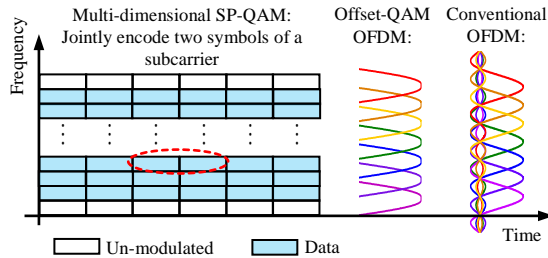 Multi-dimensional SP-QAM:
Jointly encode two symbols of a
subcarrier
Offset-QAM
OFDM:
Conventional
OFDM:
Frequency
Time
Un-modulated
Data